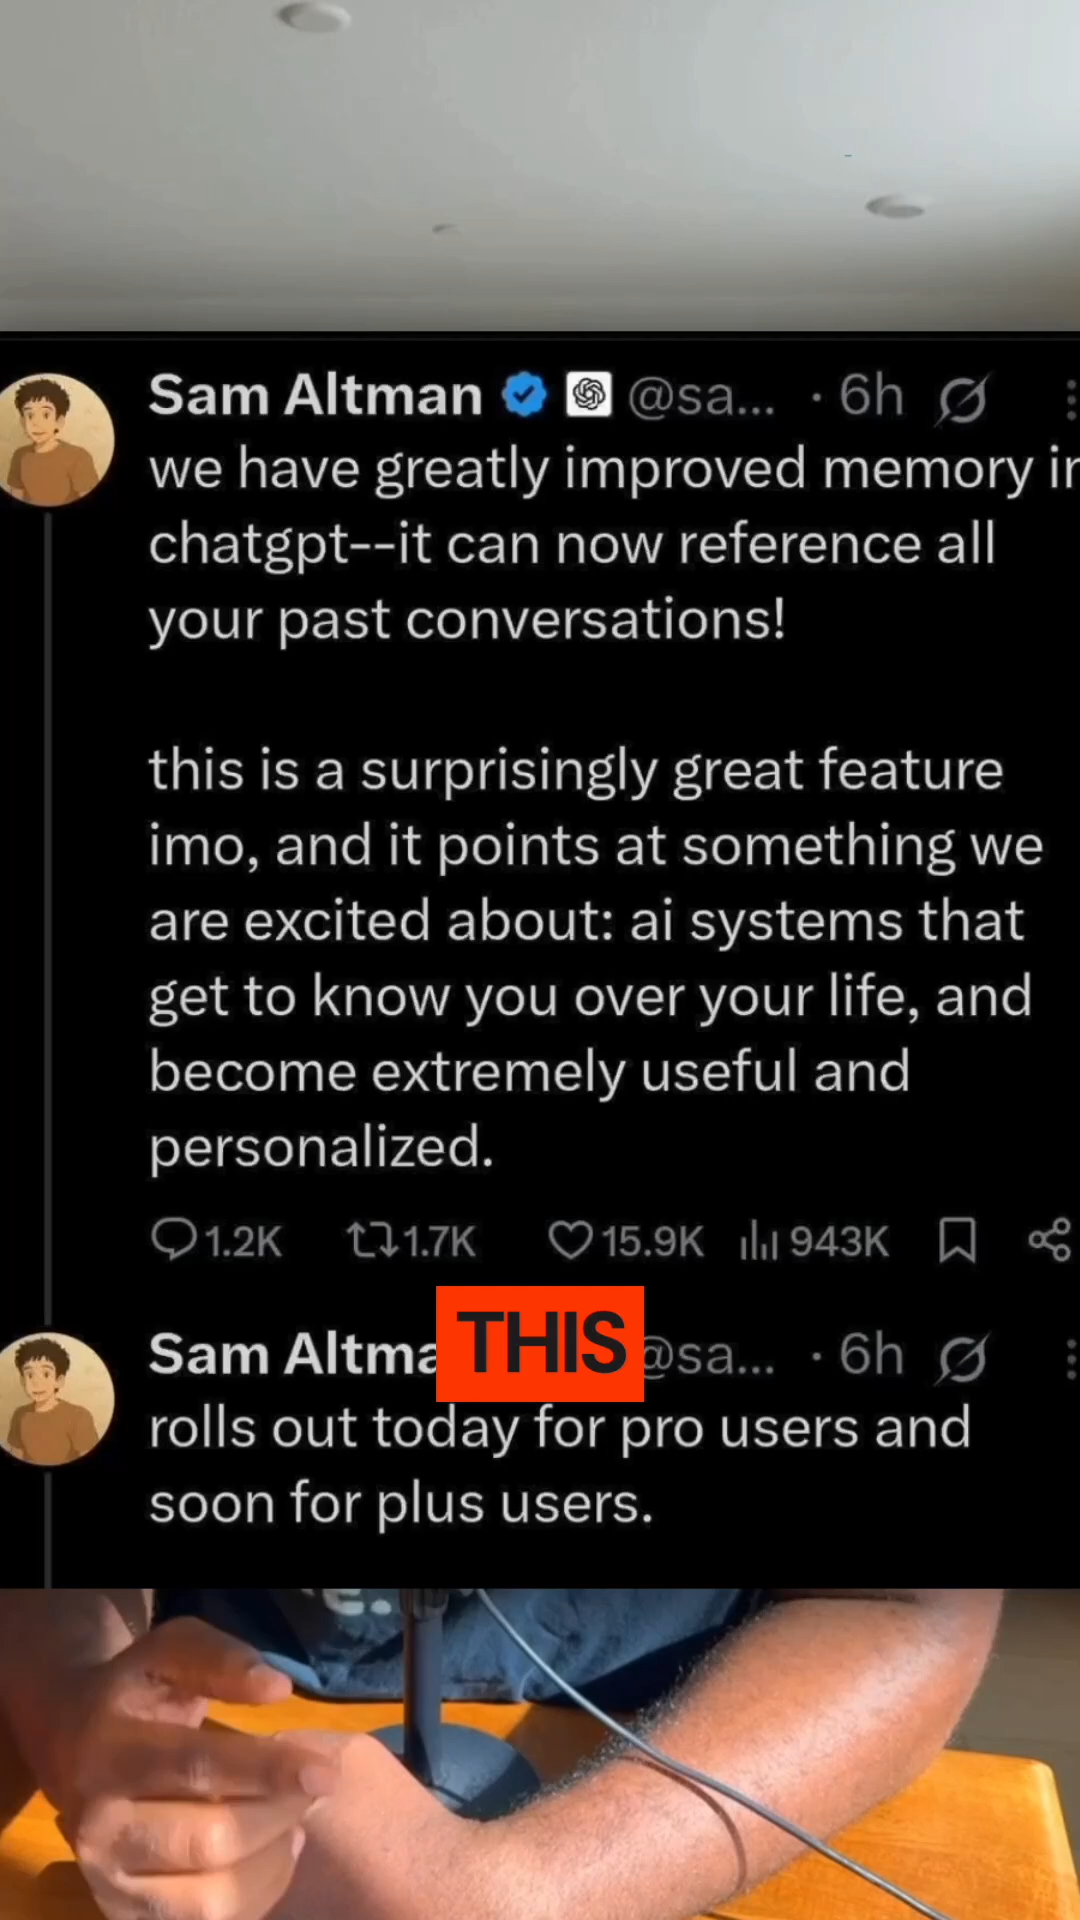 Sam Altman @sa... · 6h
we have greatly improved memory in
chatgpt--it can now reference all
your past conversations!
this is a surprisingly great feature
imo, and it points at something we
are excited about: ai systems that
get to know you over your life, and
become extremely useful and
personalized.
1.2K 1.7K 15.9K 943K
THIS
Sam Altma @sa... · 6h
rolls out today for pro users and
soon for plus users.